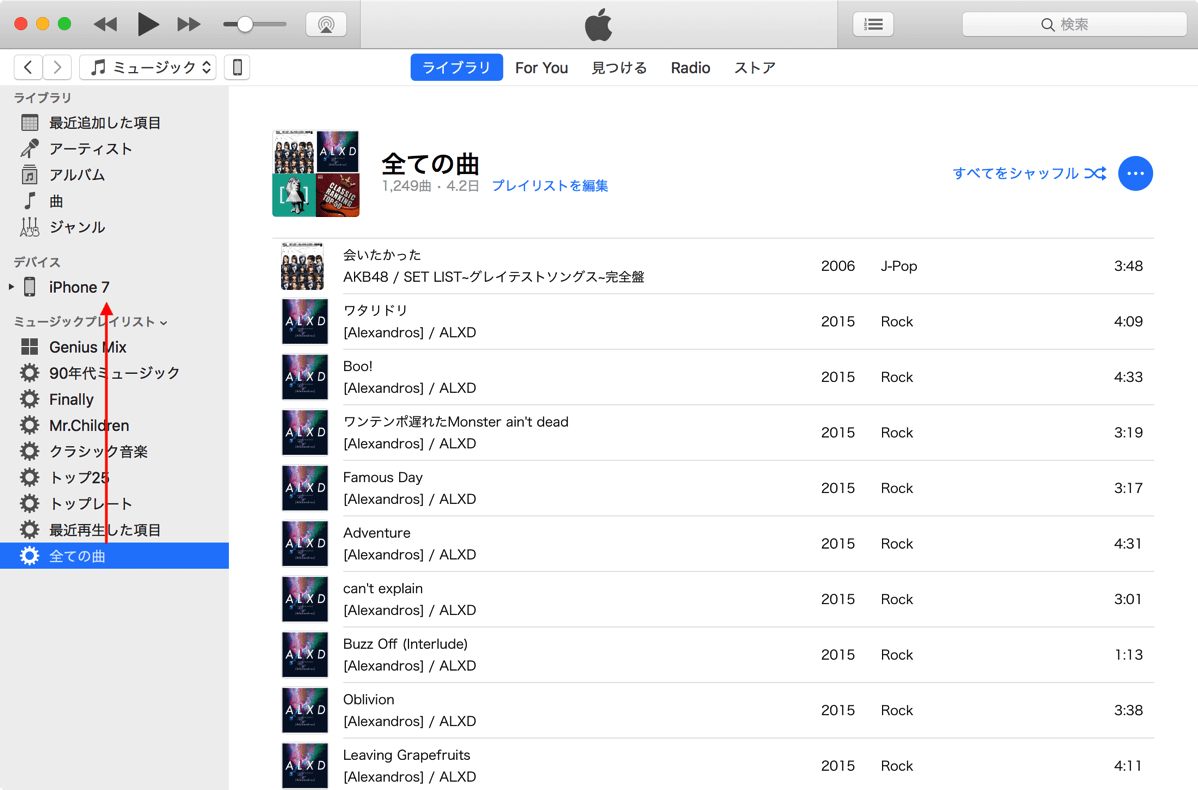 検索
ミュージック
ライブラリ For You 見つける Radio ストア
ライブラリ
最近追加した項目
アーティスト
アルバム
曲
ジャンル
デバイス
iPhone 7
ミュージックプレイリスト
Genius Mix
90年代ミュージック
Finally
Mr.Children
クラシック音楽
トップ25
トップレート
最近再生した項目
全ての曲
ALXD
CLASSIC RANKING TOP50
全ての曲
1,249曲・4.2日 プレイリストを編集
すべてをシャッフル
会いたかった
AKB48 / SET LIST~グレイテストソングス~完全盤
2006 J-Pop 3:48
ALXD
ワタリドリ
[Alexandros] / ALXD
2015 Rock 4:09
ALXD
Boo!
[Alexandros] / ALXD
2015 Rock 4:33
ALXD
ワンテンポ遅れたMonster ain't dead
[Alexandros] / ALXD
2015 Rock 3:19
ALXD
Famous Day
[Alexandros] / ALXD
2015 Rock 3:17
ALXD
Adventure
[Alexandros] / ALXD
2015 Rock 4:31
ALXD
can't explain
[Alexandros] / ALXD
2015 Rock 3:01
ALXD
Buzz Off (Interlude)
[Alexandros] / ALXD
2015 Rock 1:13
ALXD
Oblivion
[Alexandros] / ALXD
2015 Rock 3:38
ALXD
Leaving Grapefruits
[Alexandros] / ALXD
2015 Rock 4:11